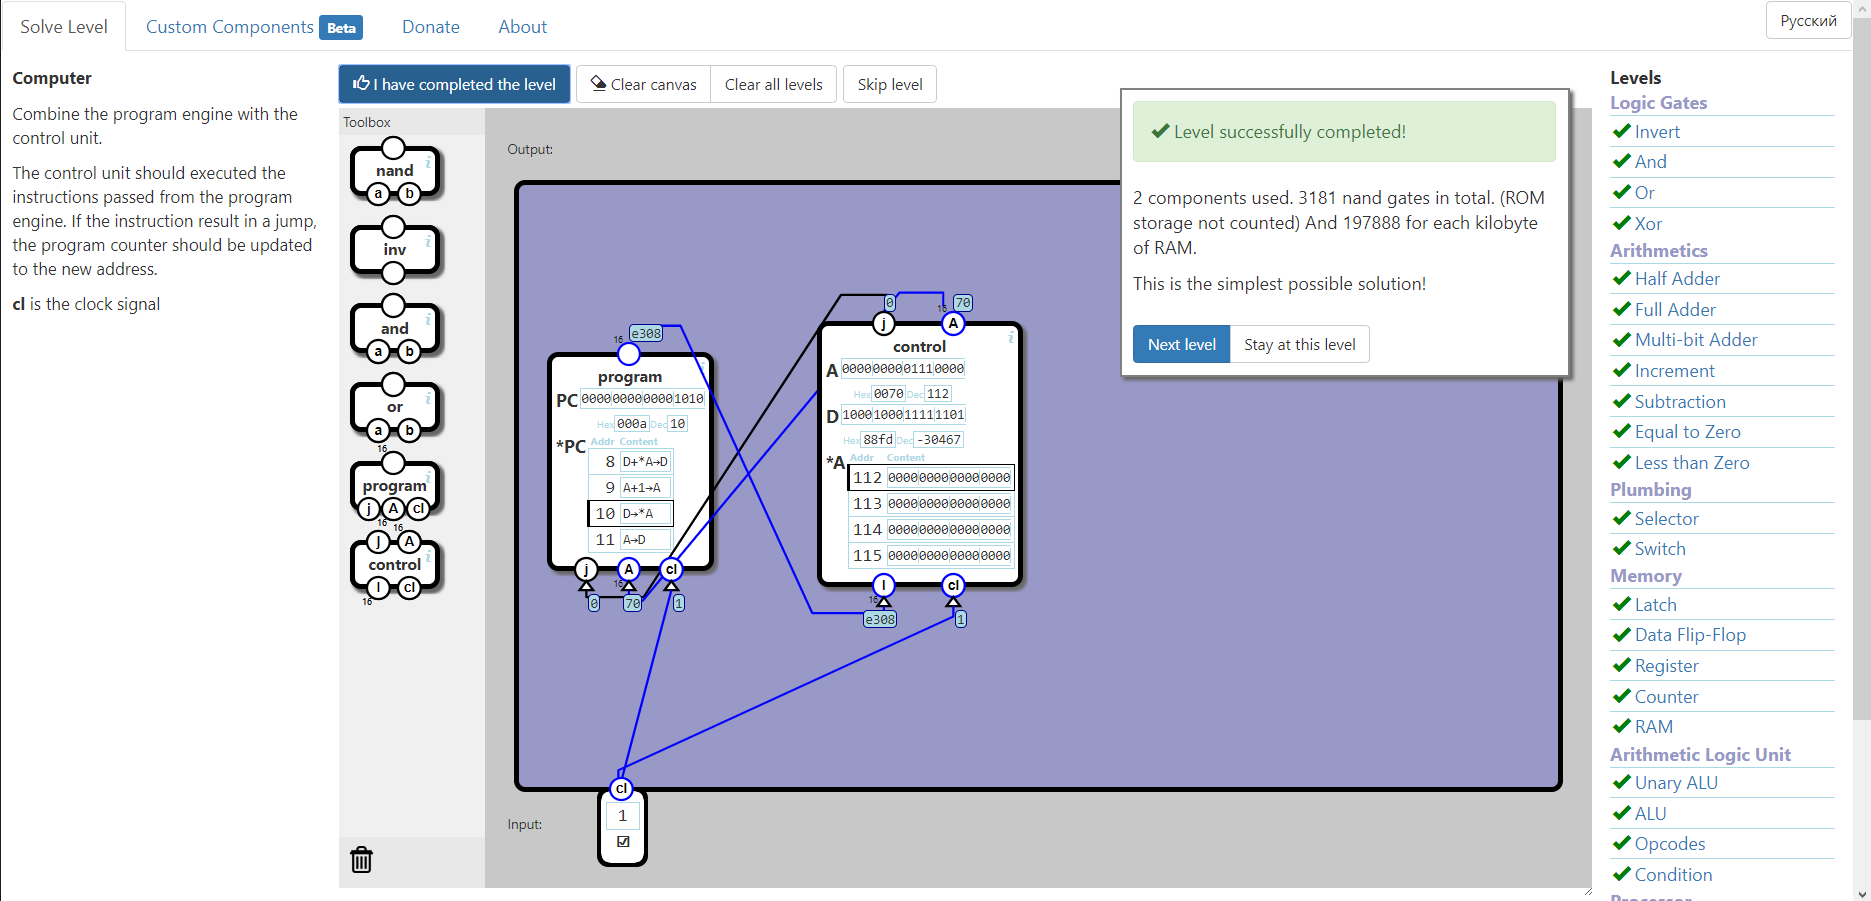 Solve Level
Custom Components Beta
Donate
About
Русский
Computer
Combine the program engine with the
control unit.
The control unit should executed the
instructions passed from the program
engine. If the instruction result in a jump,
the program counter should be updated
to the new address.
cl is the clock signal
I have completed the level
Clear canvas
Clear all levels
Skip level
Toolbox
nand
a b
inv
and
a b
or
a b
16
program
j A cl
16 16
j A
control
I cl
16
Output:
16 e308
program
PC 0000000000001010
Hex 000a Dec 10
*PC Addr Content
8 D+*A→D
9 A+1→A
10 D→*A
11 A→D
j A cl
16
0 70 1
0 16 70
j A
control
A 0000000001110000
Hex 0070 Dec 112
D 1000100011111101
Hex 88fd Dec -30467
*A Addr Content
112 0000000000000000
113 0000000000000000
114 0000000000000000
115 0000000000000000
I cl
16
e308 1
cl
1
Input:
Level successfully completed!
2 components used. 3181 nand gates in total. (ROM
storage not counted) And 197888 for each kilobyte
of RAM.
This is the simplest possible solution!
Next level
Stay at this level
Levels
Logic Gates
Invert
And
Or
Xor
Arithmetics
Half Adder
Full Adder
Multi-bit Adder
Increment
Subtraction
Equal to Zero
Less than Zero
Plumbing
Selector
Switch
Memory
Latch
Data Flip-Flop
Register
Counter
RAM
Arithmetic Logic Unit
Unary ALU
ALU
Opcodes
Condition
Processor